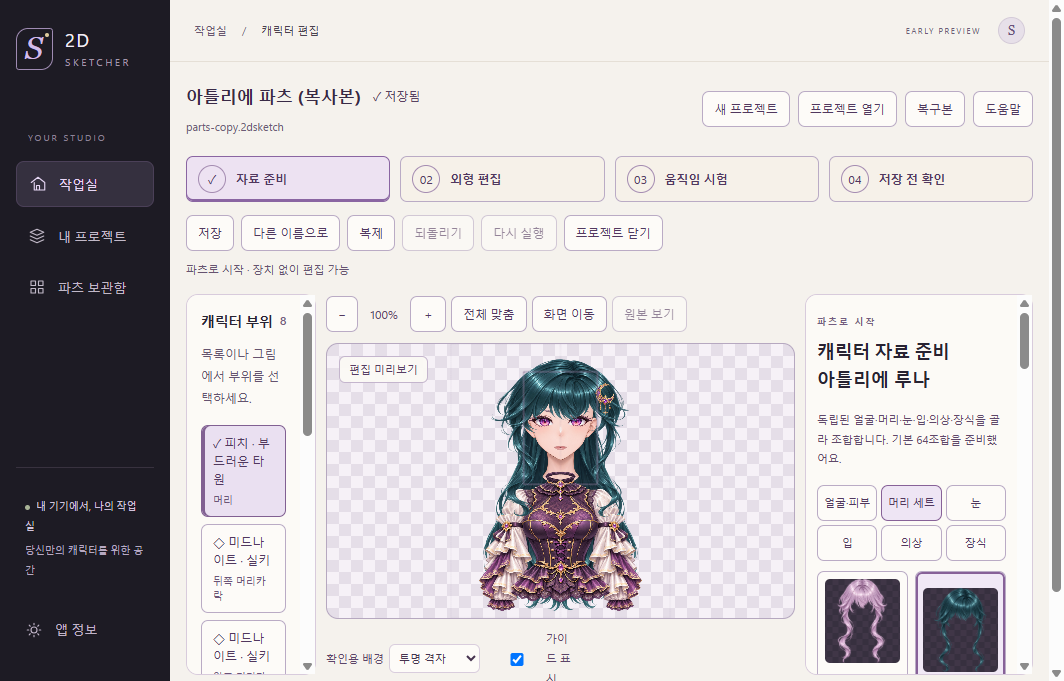 S
2D
SKETCHER
YOUR STUDIO
작업실
내 프로젝트
파츠 보관함
내 기기에서, 나의 작업
실
당신만의 캐릭터를 위한 공
간
앱 정보
작업실 / 캐릭터 편집
EARLY PREVIEW S
아틀리에 파츠 (복사본) ✓ 저장됨
parts-copy.2dsketch
새 프로젝트 프로젝트 열기 복구본 도움말
✓ 자료 준비 02 외형 편집 03 움직임 시험 04 저장 전 확인
저장 다른 이름으로 복제 되돌리기 다시 실행 프로젝트 닫기
파츠로 시작 · 장치 없이 편집 가능
캐릭터 부위 8
목록이나 그림
에서 부위를 선
택하세요.
✓ 피치 · 부
드러운 타
원
머리
◇ 미드나
이트 · 실키
뒤쪽 머리카
락
◇ 미드나
이트 · 실키
− 100% + 전체 맞춤 화면 이동 원본 보기
편집 미리보기
확인용 배경 투명 격자
가이
드 표
시
파츠로 시작
캐릭터 자료 준비
아틀리에 루나
독립된 얼굴·머리·눈·입·의상·장식을 골
라 조합합니다. 기본 64조합을 준비했
어요.
얼굴·피부 머리 세트 눈
입 의상 장식